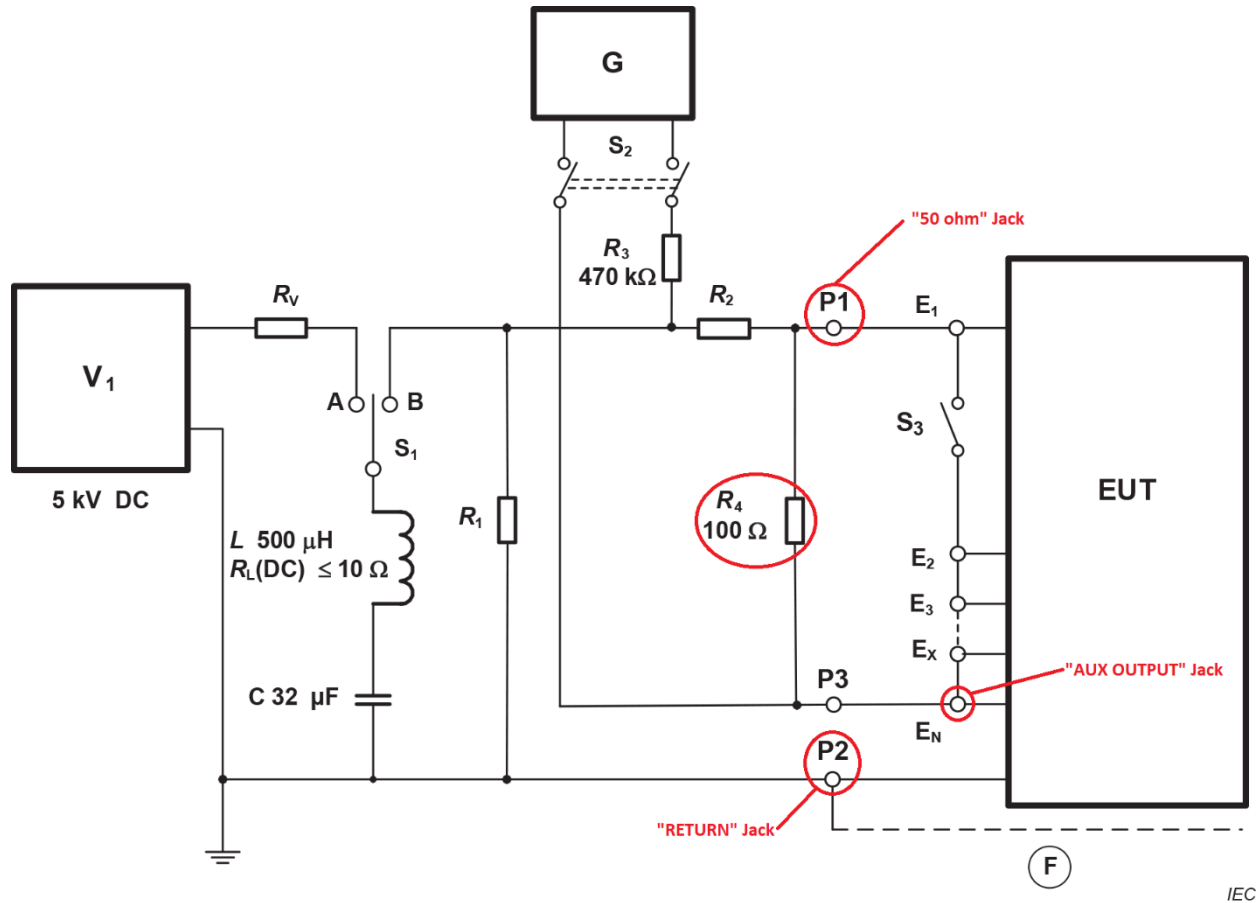 G
S2
"50 ohm" Jack
R3
470 kΩ
RV
R2
P1
E1
V1
A
B
S1
S3
EUT
5 kV DC
R1
R4
100 Ω
L 500 μH
RL(DC) ≤ 10 Ω
E2
E3
EX
"AUX OUTPUT" Jack
C 32 μF
P3
EN
P2
"RETURN" Jack
F
IEC